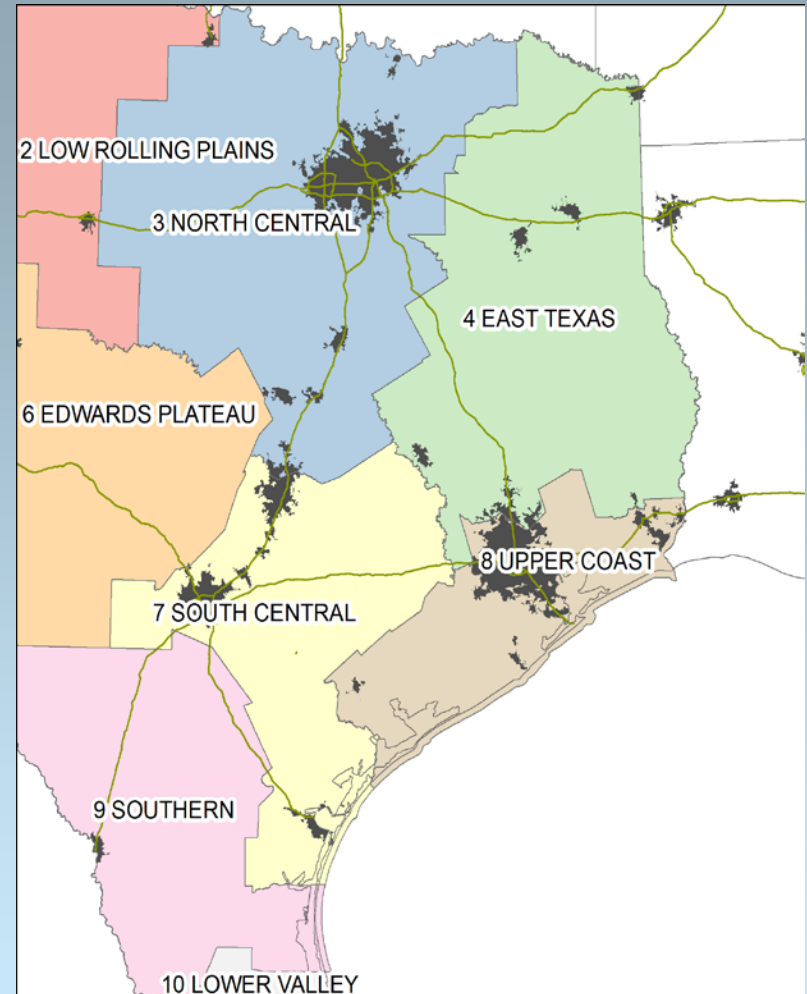 2 LOW ROLLING PLAINS
3 NORTH CENTRAL
4 EAST TEXAS
6 EDWARDS PLATEAU
8 UPPER COAST
7 SOUTH CENTRAL
9 SOUTHERN
10 LOWER VALLEY